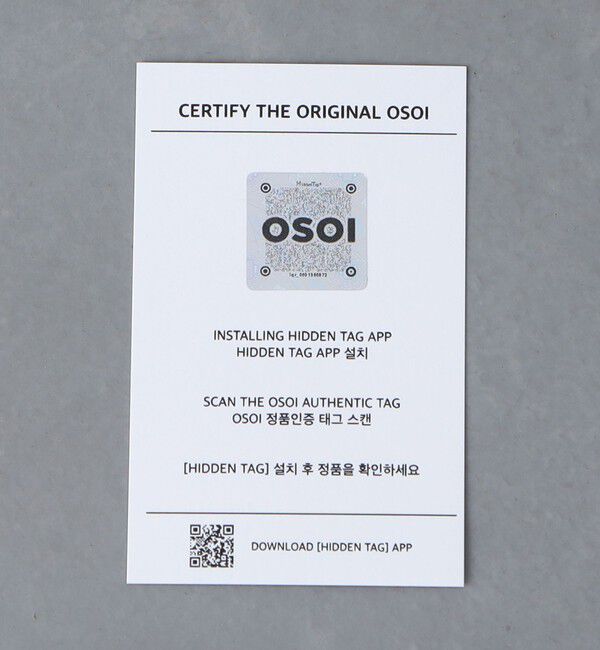 CERTIFY THE ORIGINAL OSOI
HiddenTag
OSOI
INSTALLING HIDDEN TAG APP
HIDDEN TAG APP 설치
SCAN THE OSOI AUTHENTIC TAG
OSOI 정품인증 태그 스캔
[HIDDEN TAG] 설치 후 정품을 확인하세요
DOWNLOAD [HIDDEN TAG] APP